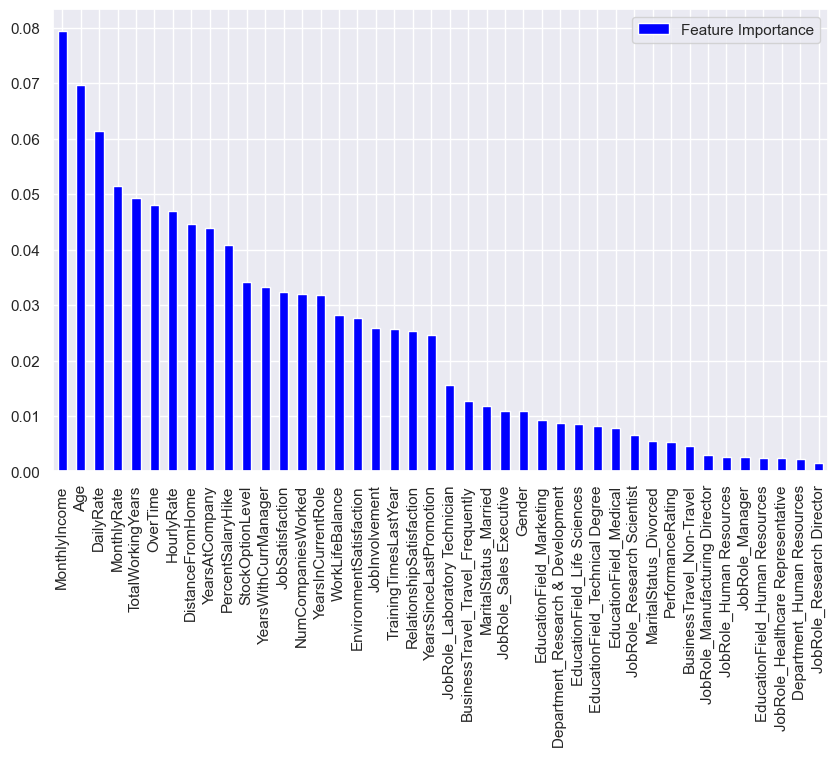 Feature Importance
0.08
0.07
0.06
0.05
0.04
0.03
0.02
0.01
0.00
MonthlyIncome
Age
DailyRate
MonthlyRate
TotalWorkingYears
OverTime
HourlyRate
DistanceFromHome
YearsAtCompany
PercentSalaryHike
StockOptionLevel
YearsWithCurrManager
JobSatisfaction
NumCompaniesWorked
YearsInCurrentRole
WorkLifeBalance
EnvironmentSatisfaction
JobInvolvement
TrainingTimesLastYear
RelationshipSatisfaction
YearsSinceLastPromotion
JobRole_Laboratory Technician
BusinessTravel_Travel_Frequently
MaritalStatus_Married
JobRole_Sales Executive
Gender
EducationField_Marketing
Department_Research & Development
EducationField_Life Sciences
EducationField_Technical Degree
EducationField_Medical
JobRole_Research Scientist
MaritalStatus_Divorced
PerformanceRating
BusinessTravel_Non-Travel
JobRole_Manufacturing Director
JobRole_Human Resources
JobRole_Manager
EducationField_Human Resources
JobRole_Healthcare Representative
Department_Human Resources
JobRole_Research Director